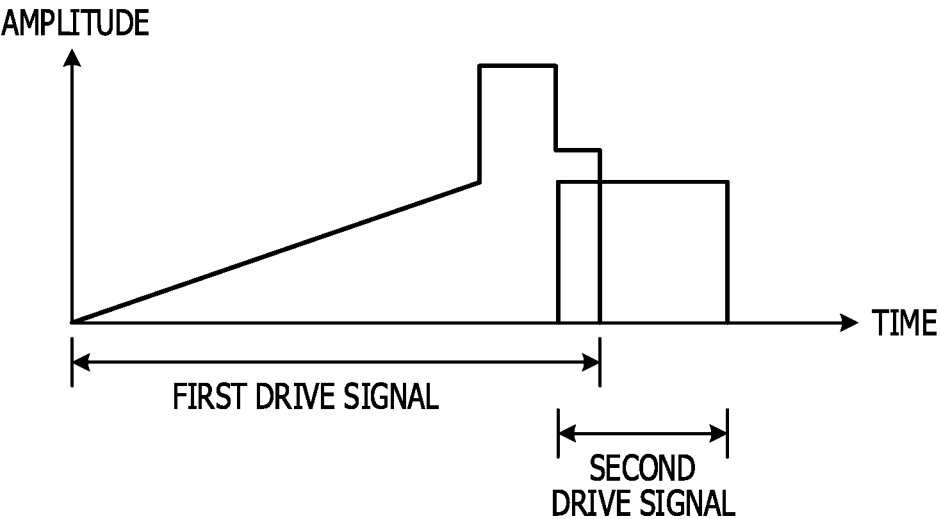 AMPLITUDE
TIME
FIRST DRIVE SIGNAL
SECOND
DRIVE SIGNAL